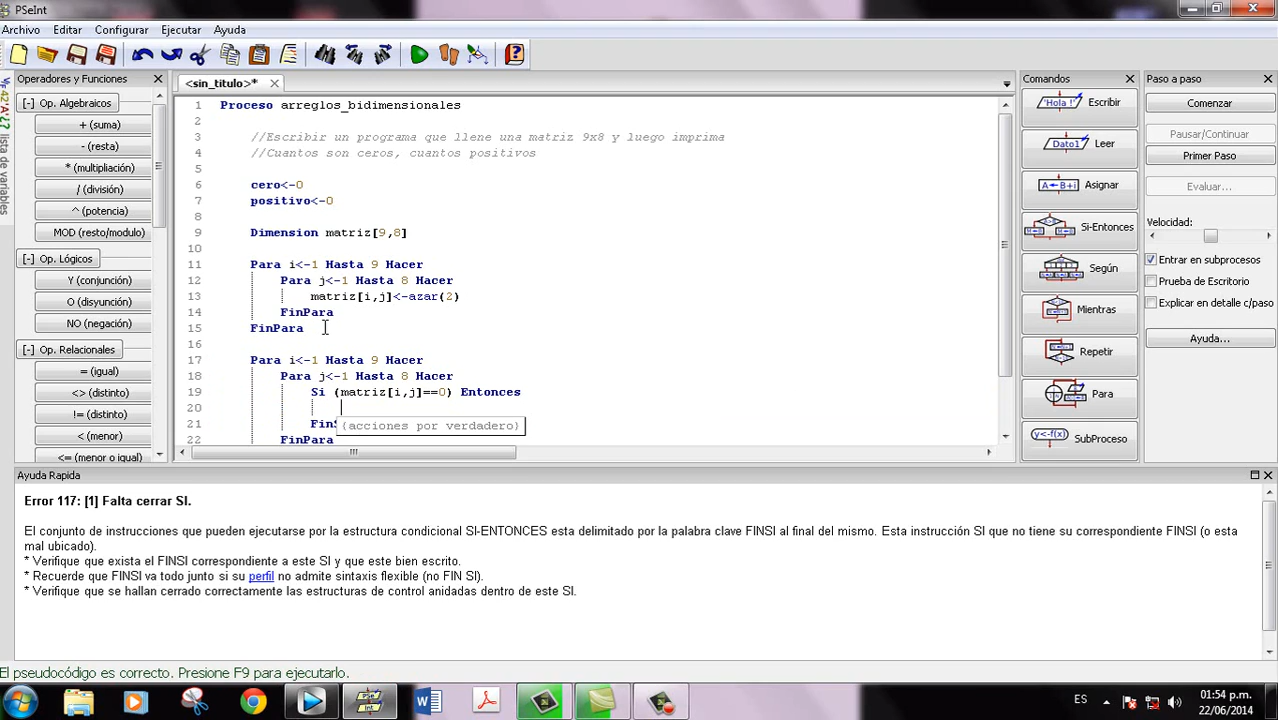 PSeInt
Archivo Editar Configurar Ejecutar Ayuda
Operadores y Funciones
<sin_titulo>*
Comandos
Paso a paso
lista de variables
[-] Op. Algebraicos
+ (suma)
- (resta)
* (multiplicación)
/ (división)
^ (potencia)
MOD (resto/modulo)
[-] Op. Lógicos
Y (conjunción)
O (disyunción)
NO (negación)
[-] Op. Relacionales
= (igual)
<> (distinto)
!= (distinto)
< (menor)
<= (menor o igual)
1 Proceso arreglos_bidimensionales
2
3 //Escribir un programa que llene una matriz 9x8 y luego imprima
4 //Cuantos son ceros, cuantos positivos
5
6 cero<-0
7 positivo<-0
8
9 Dimension matriz[9,8]
10
11 Para i<-1 Hasta 9 Hacer
12 Para j<-1 Hasta 8 Hacer
13 matriz[i,j]<-azar(2)
14 FinPara
15 FinPara
16
17 Para i<-1 Hasta 9 Hacer
18 Para j<-1 Hasta 8 Hacer
19 Si (matriz[i,j]==0) Entonces
20
21 Fin
{acciones por verdadero}
22 FinPara
'Hola !' Escribir
Dato1 Leer
A←B+i Asignar
Si-Entonces
Según
Mientras
Repetir
Para
y<-f(x) SubProceso
Comenzar
Pausar/Continuar
Primer Paso
Evaluar...
Velocidad:
Entrar en subprocesos
Prueba de Escritorio
Explicar en detalle c/paso
Ayuda...
Ayuda Rapida
Error 117: [1] Falta cerrar SI.
El conjunto de instrucciones que pueden ejecutarse por la estructura condicional SI-ENTONCES esta delimitado por la palabra clave FINSI al final del mismo. Esta instrucción SI que no tiene su correspondiente FINSI (o esta
mal ubicado).
* Verifique que exista el FINSI correspondiente a este SI y que este bien escrito.
* Recuerde que FINSI va todo junto si su perfil no admite sintaxis flexible (no FIN SI).
* Verifique que se hallan cerrado correctamente las estructuras de control anidadas dentro de este SI.
El pseudocódigo es correcto. Presione F9 para ejecutarlo.
ES
01:54 p.m.
22/06/2014